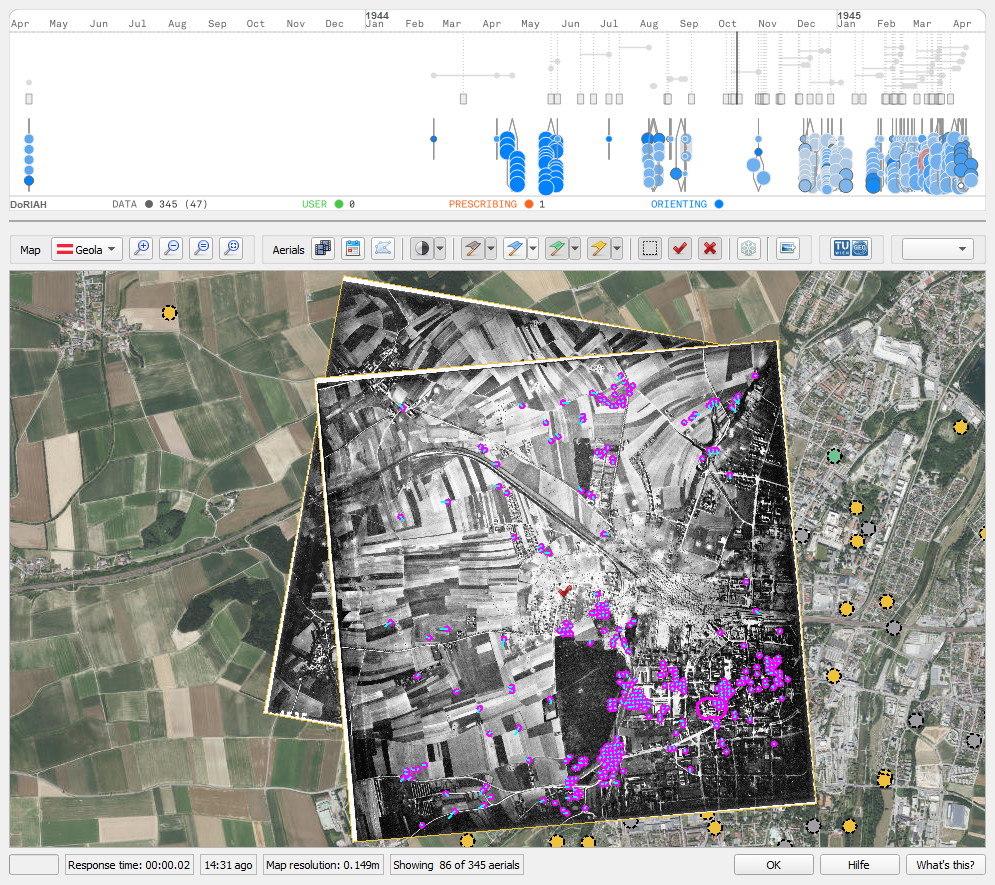 1944 1945
Apr May Jun Jul Aug Sep Oct Nov Dec Jan Feb Mar Apr May Jun Jul Aug Sep Oct Nov Dec Jan Feb Mar Apr
DoRIAH DATA 345 (47) USER 0 PRESCRIBING 1 ORIENTING
Map Geola Aerials TU WIEN GEO
Response time: 00:00.02 14:31 ago Map resolution: 0.149m Showing 86 of 345 aerials OK Hilfe What's this?